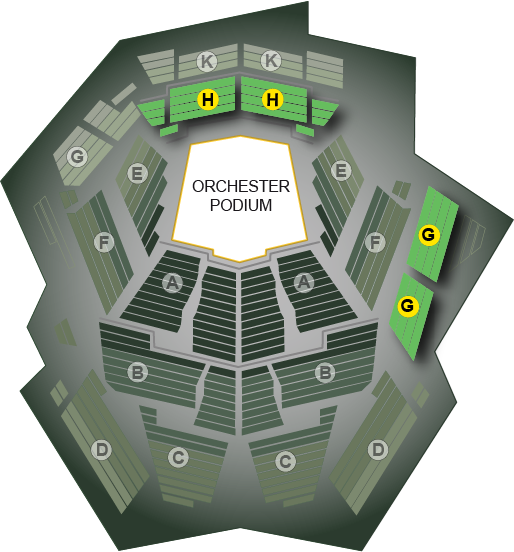 K K
H H
G
E E
ORCHESTER
PODIUM
F F
G
A A
G
B B
D D
C C